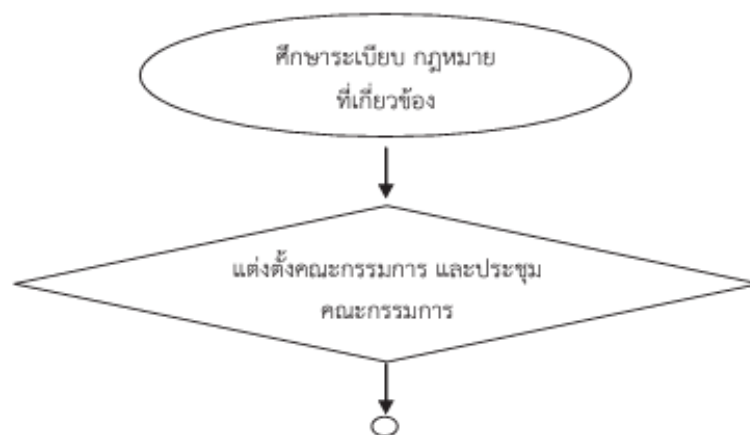 ศึกษาระเบียบ กฎหมาย
ที่เกี่ยวข้อง
แต่งตั้งคณะกรรมการ และประชุม
คณะกรรมการ